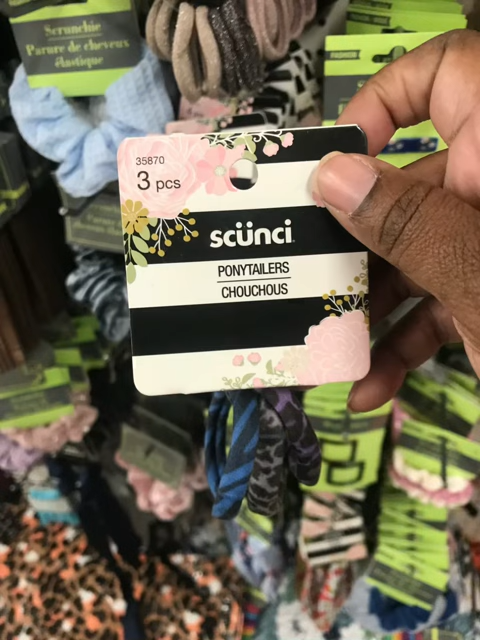 Scrunchie
Parure de cheveux
élastique
35870
3 pcs
scünci
PONYTAILERS
CHOUCHOUS